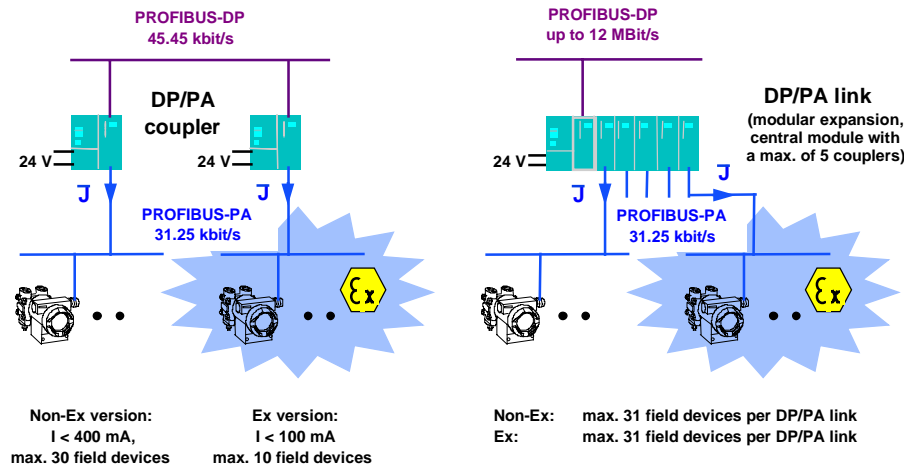 PROFIBUS-DP
45.45 kbit/s
DP/PA
coupler
24 V
24 V
J
J
PROFIBUS-PA
31.25 kbit/s
Ex
Non-Ex version:
I < 400 mA,
max. 30 field devices
Ex version:
I < 100 mA
max. 10 field devices
PROFIBUS-DP
up to 12 MBit/s
DP/PA link
(modular expansion,
central module with
a max. of 5 couplers)
24 V
J
J
PROFIBUS-PA
31.25 kbit/s
Ex
Non-Ex: max. 31 field devices per DP/PA link
Ex: max. 31 field devices per DP/PA link